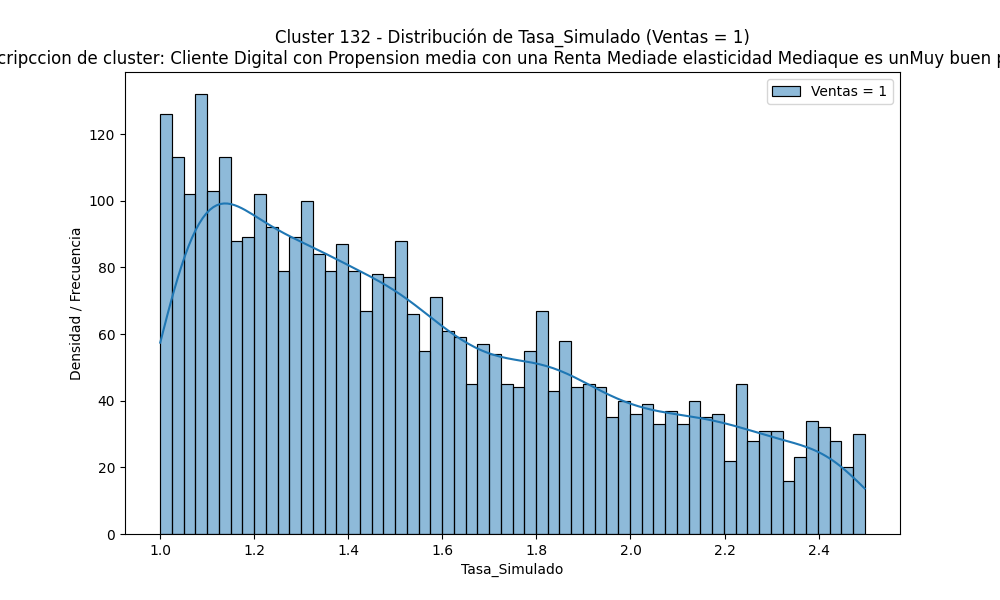 Cluster 132 - Distribución de Tasa_Simulado (Ventas = 1)
cripccion de cluster: Cliente Digital con Propension media con una Renta Mediade elasticidad Mediaque es unMuy buen p
Ventas = 1
Densidad / Frecuencia
120
100
80
60
40
20
0
1.0 1.2 1.4 1.6 1.8 2.0 2.2 2.4
Tasa_Simulado